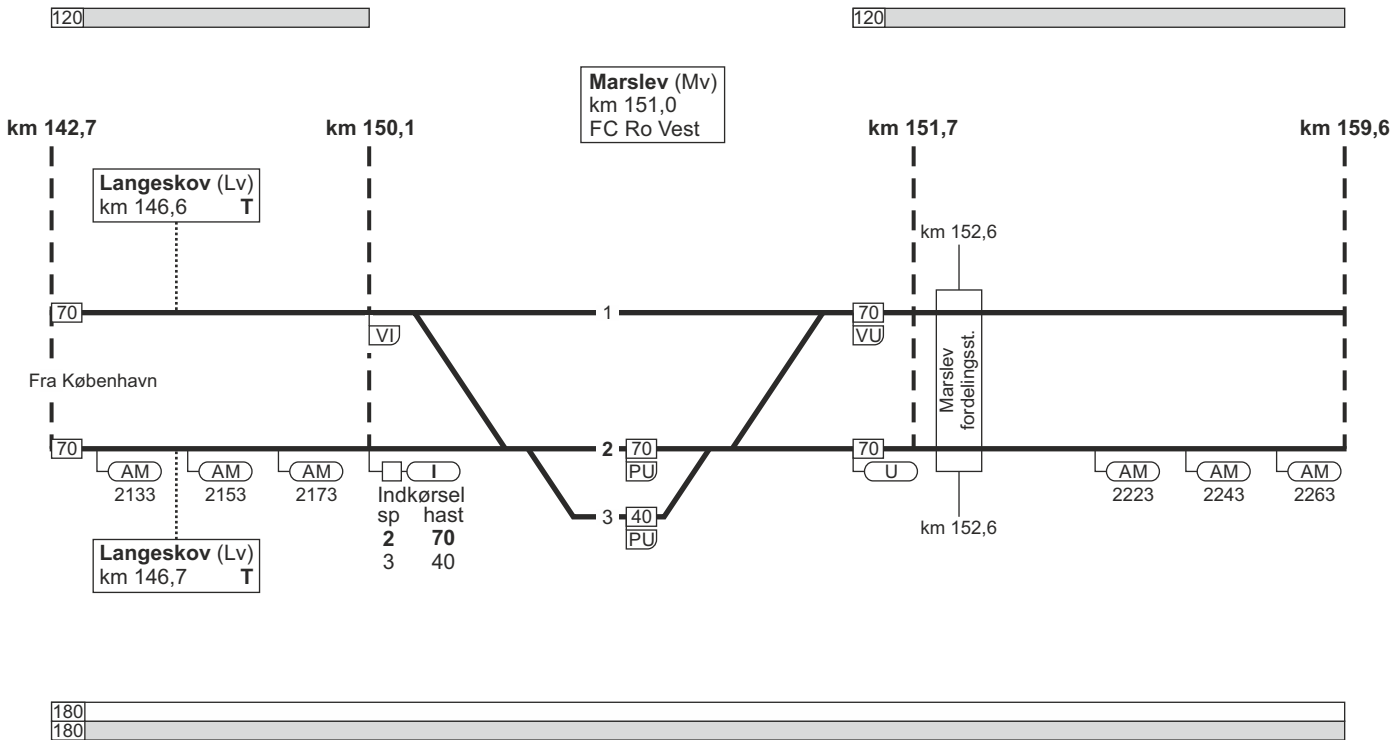 120
120
Marslev (Mv)
km 151,0
FC Ro Vest
km 142,7
km 150,1
km 151,7
km 159,6
Langeskov (Lv)
km 146,6 T
km 152,6
70
1
70
VI
VU
Marslev
fordelingsst.
Fra København
70
2
70
70
AM
AM
AM
I
PU
U
AM
AM
AM
2133
2153
2173
2223
2243
2263
Indkørsel
sp hast
2 70
3 40
3
40
PU
km 152,6
Langeskov (Lv)
km 146,7 T
180
180